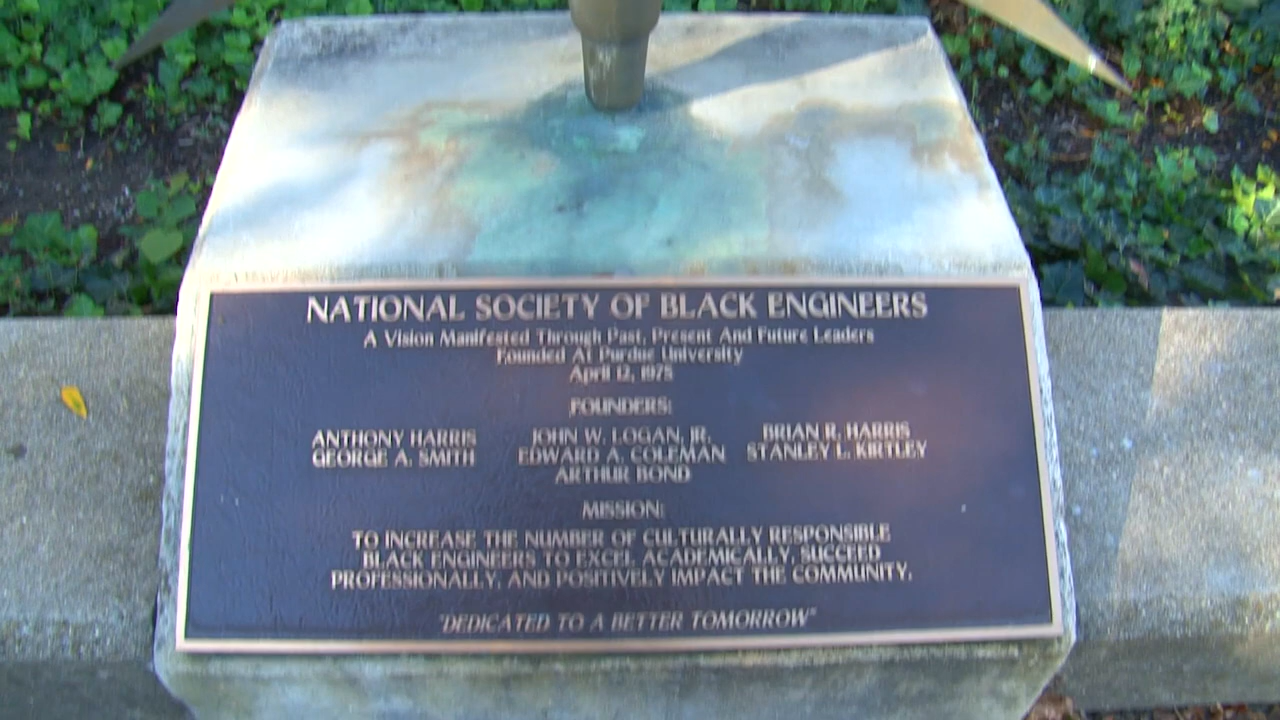 NATIONAL SOCIETY OF BLACK ENGINEERS
A Vision Manifested Through Past, Present And Future Leaders
Founded At Purdue University
April 12, 1975
FOUNDERS:
ANTHONY HARRIS JOHN W. LOGAN, JR. BRIAN R. HARRIS
GEORGE A. SMITH EDWARD A. COLEMAN STANLEY L. KIRTLEY
ARTHUR BOND
MISSION:
TO INCREASE THE NUMBER OF CULTURALLY RESPONSIBLE
BLACK ENGINEERS TO EXCEL ACADEMICALLY, SUCCEED
PROFESSIONALLY, AND POSITIVELY IMPACT THE COMMUNITY.
"DEDICATED TO A BETTER TOMORROW"